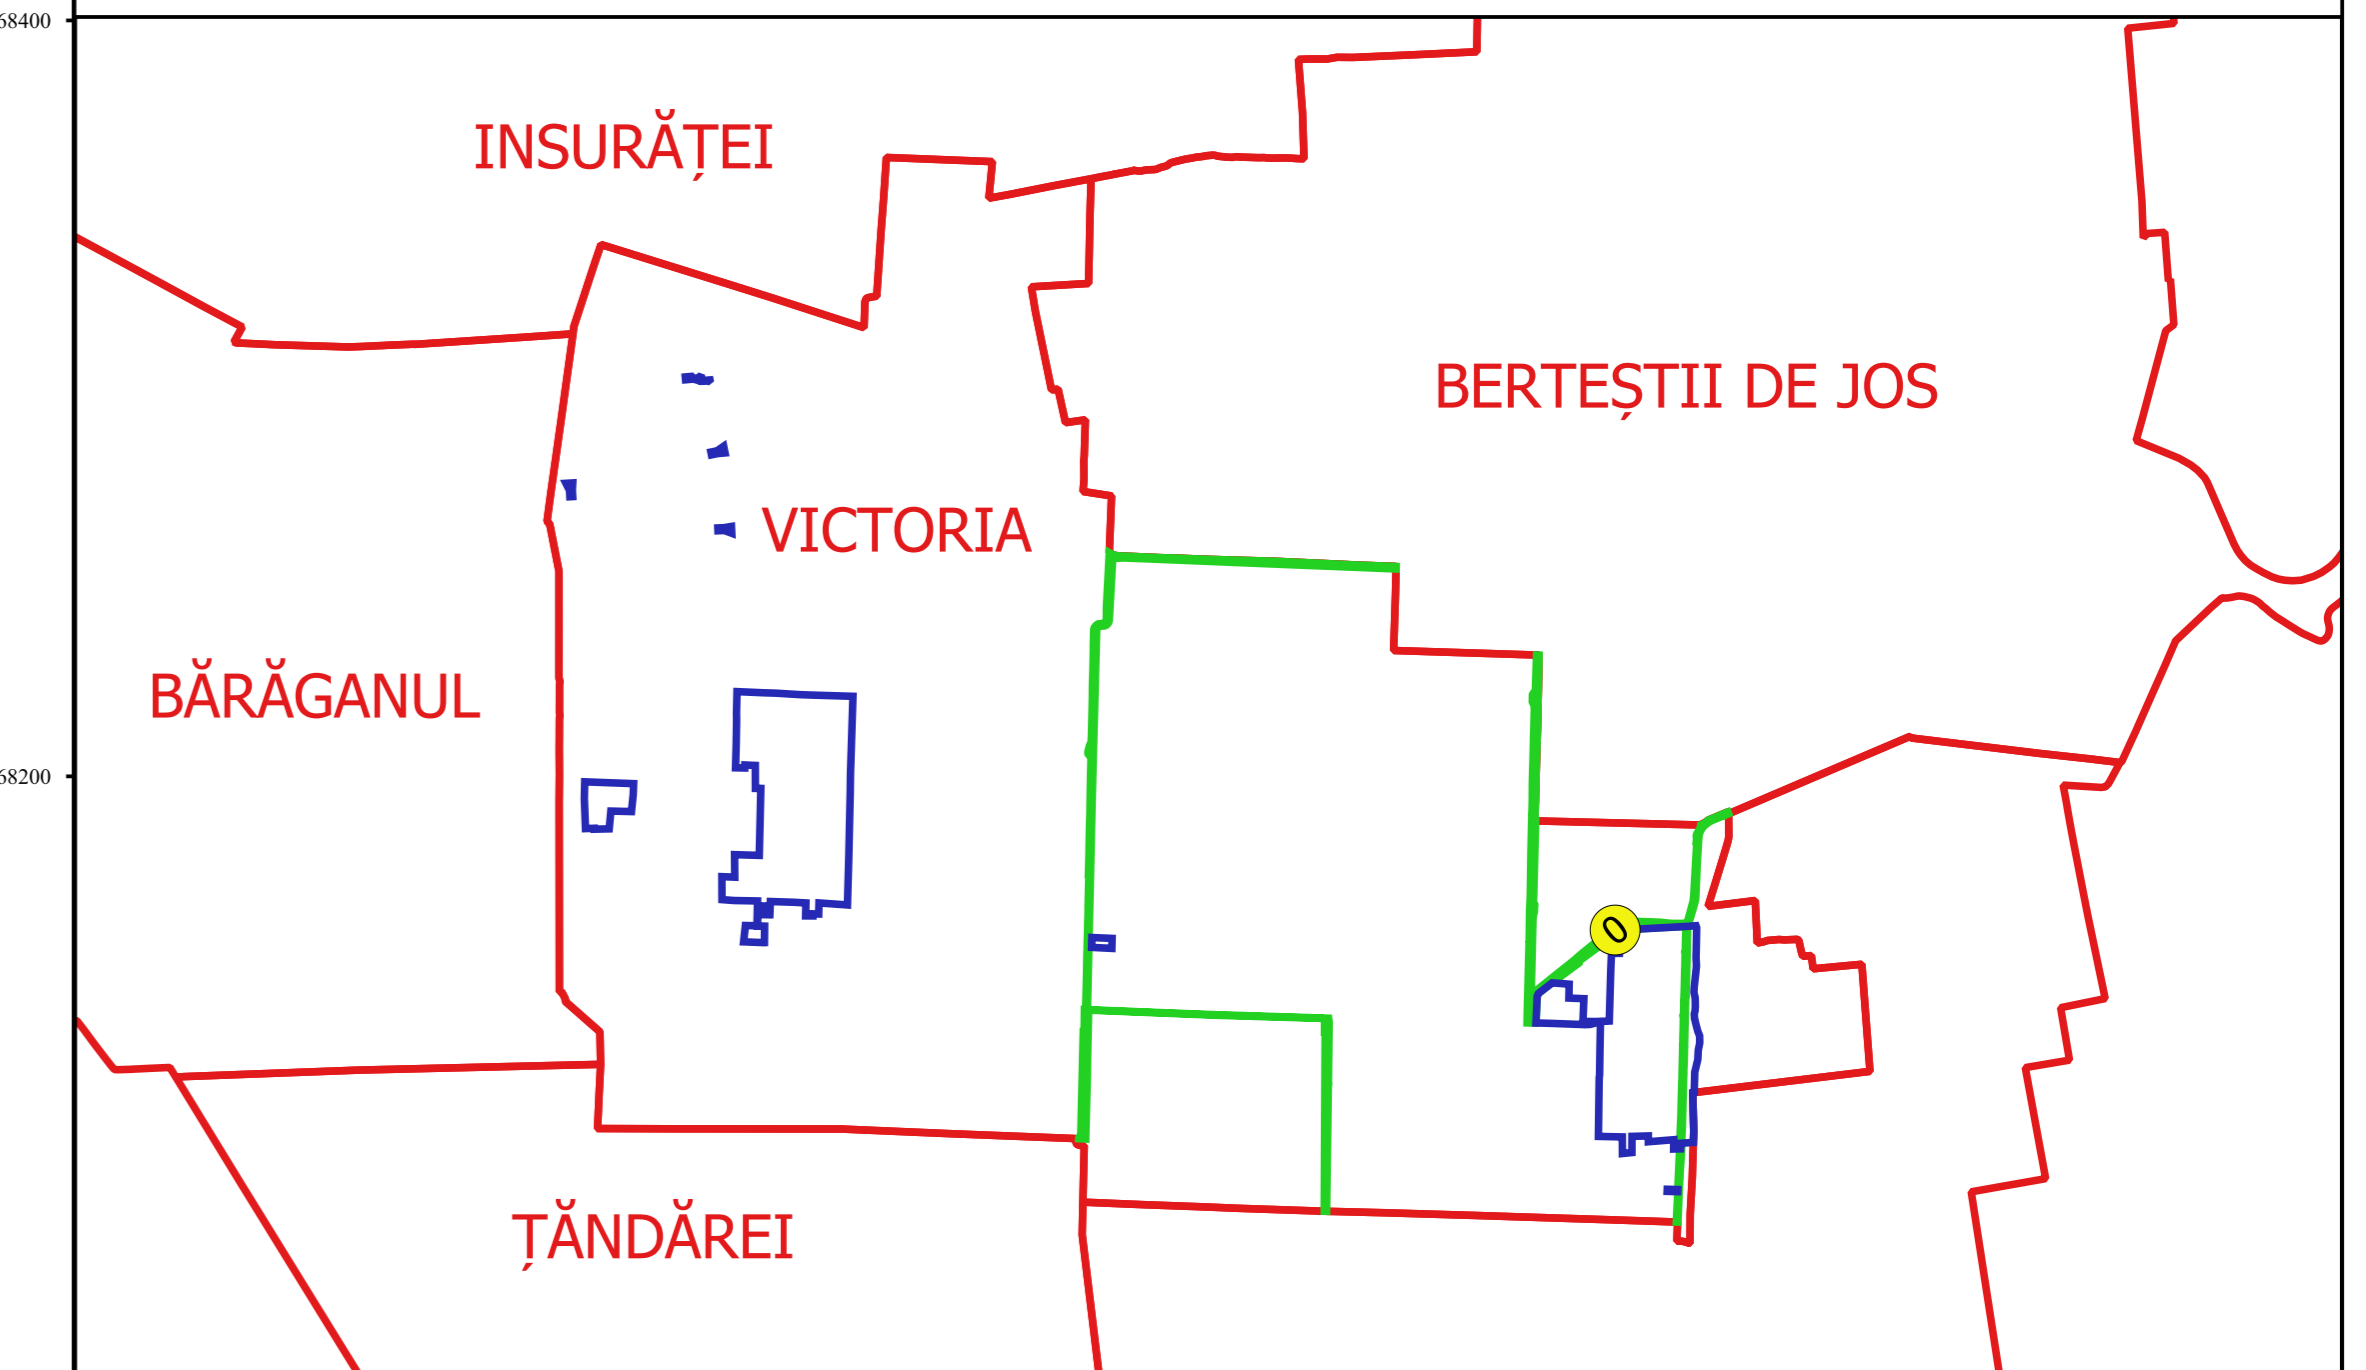 68400
INSURĂȚEI
BERTEȘTII DE JOS
VICTORIA
BĂRĂGANUL
68200
0
ȚĂNDĂREI